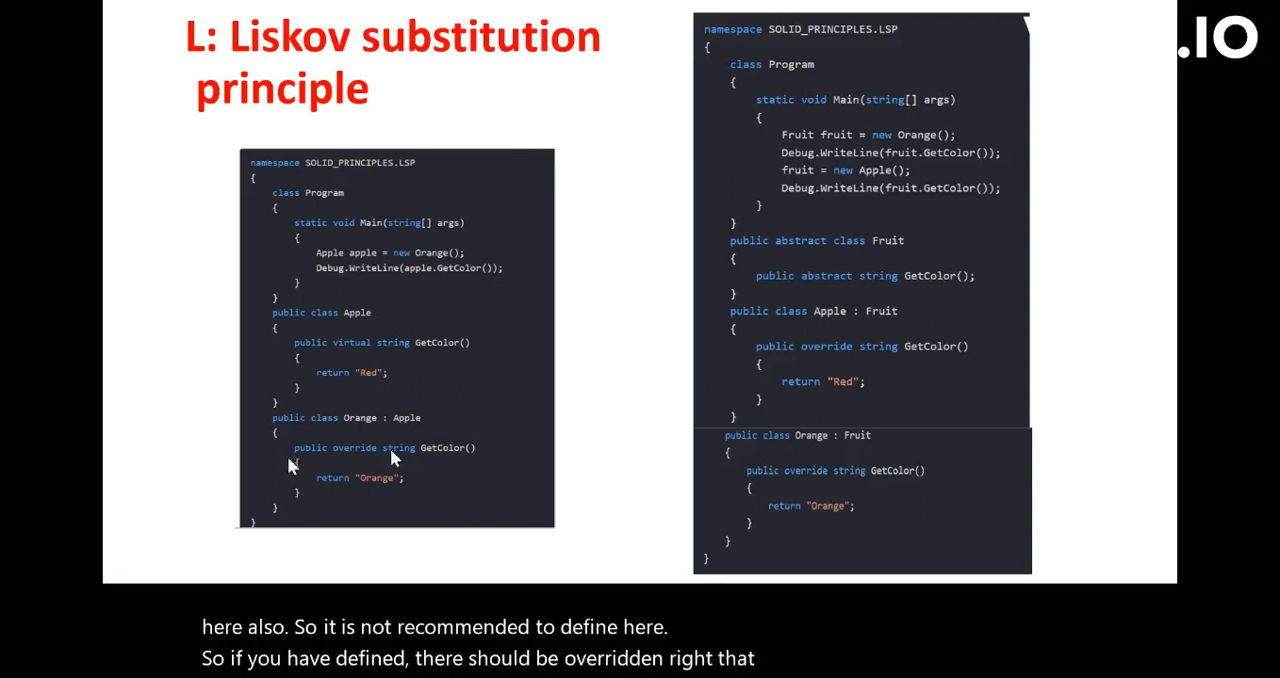 L: Liskov substitution
principle
.IO
namespace SOLID_PRINCIPLES.LSP
{
class Program
{
static void Main(string[] args)
{
Apple apple = new Orange();
Debug.WriteLine(apple.GetColor());
}
}
public class Apple
{
public virtual string GetColor()
{
return "Red";
}
}
public class Orange : Apple
{
public override string GetColor()
{
return "Orange";
}
}
}
namespace SOLID_PRINCIPLES.LSP
{
class Program
{
static void Main(string[] args)
{
Fruit fruit = new Orange();
Debug.WriteLine(fruit.GetColor());
fruit = new Apple();
Debug.WriteLine(fruit.GetColor());
}
}
public abstract class Fruit
{
public abstract string GetColor();
}
public class Apple : Fruit
{
public override string GetColor()
{
return "Red";
}
}
public class Orange : Fruit
{
public override string GetColor()
{
return "Orange";
}
}
}
here also. So it is not recommended to define here.
So if you have defined, there should be overridden right that